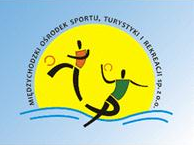 MIĘDZYCHODZKI OŚRODEK SPORTU, TURYSTYKI I REKREACJI sp. z o.o.